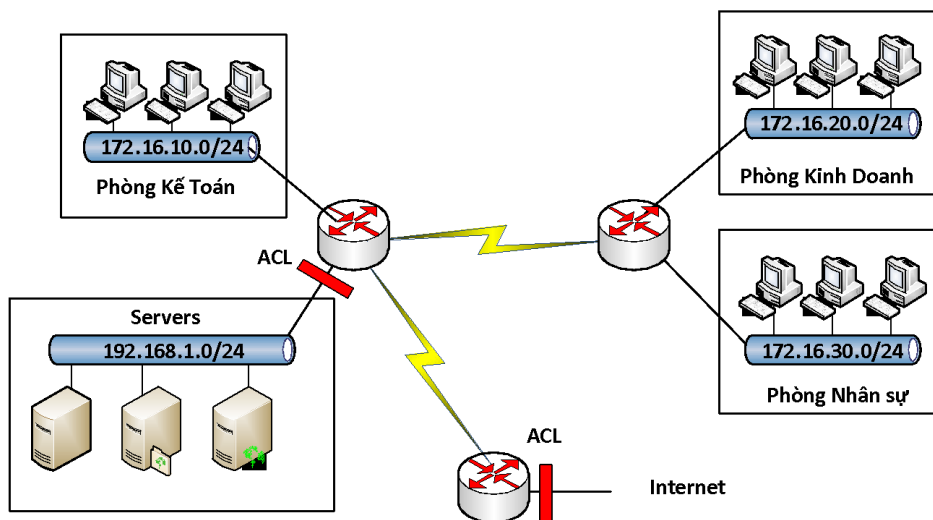 172.16.10.0/24
Phòng Kế Toán
172.16.20.0/24
Phòng Kinh Doanh
ACL
Servers
192.168.1.0/24
172.16.30.0/24
Phòng Nhân sự
ACL
Internet